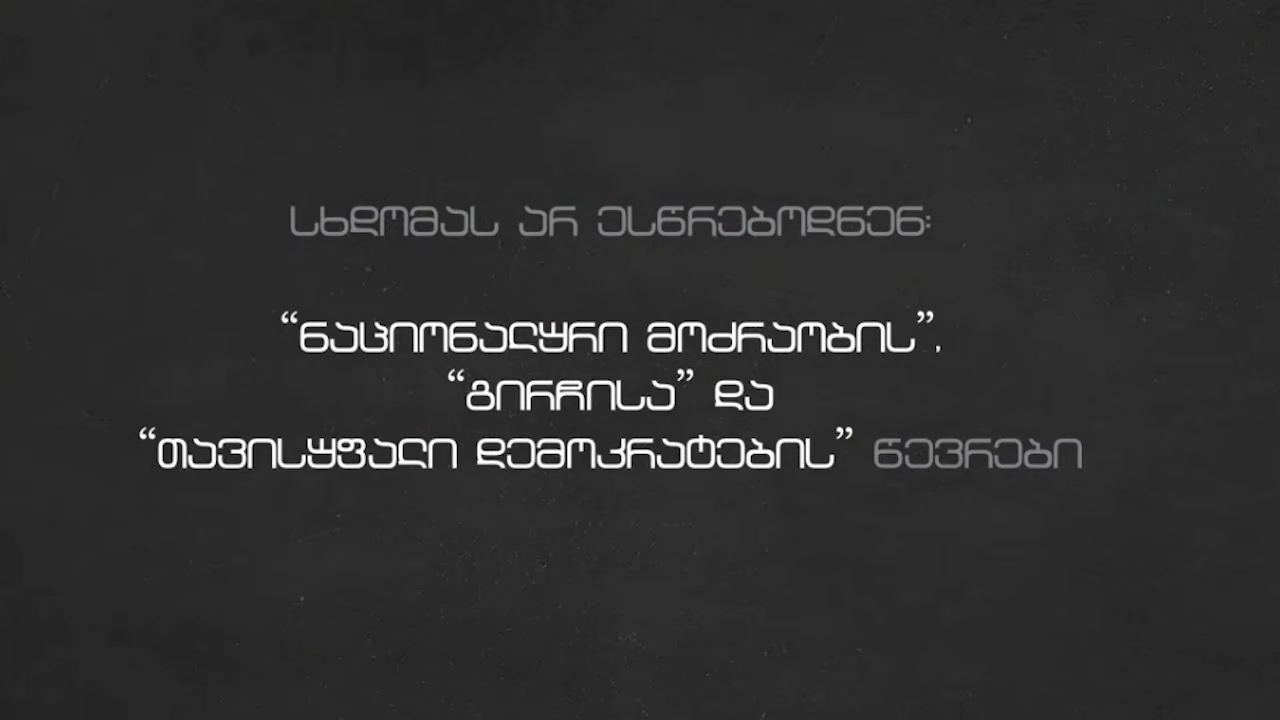 სხდომას არ ესწრებოდნენ:
“ნაციონალური მოძრაობის”,
“გირჩისა” და
“თავისუფალი დემოკრატების” წევრები